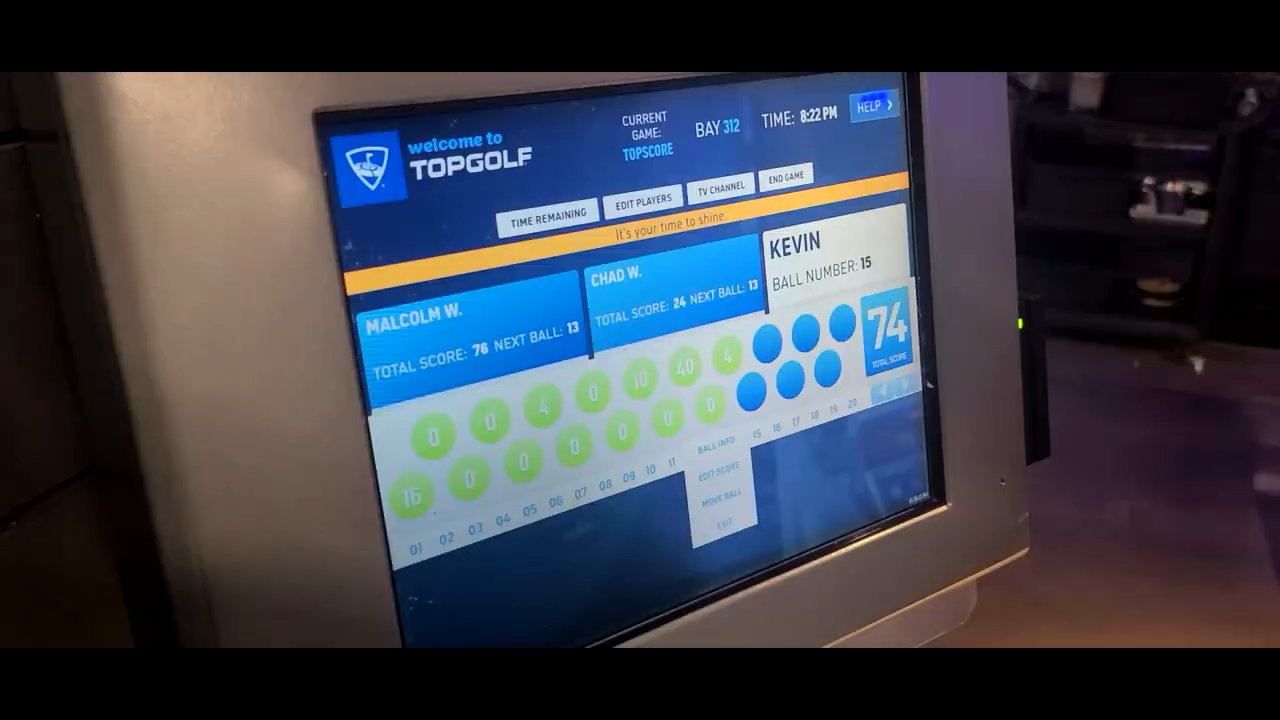 welcome to
TOPGOLF
CURRENT
GAME:
TOPSCORE
BAY 312
TIME: 8:22 PM
HELP >
TIME REMAINING
EDIT PLAYERS
TV CHANNEL
END GAME
It's your time to shine.
MALCOLM W.
TOTAL SCORE: 76 NEXT BALL: 13
CHAD W.
TOTAL SCORE: 24 NEXT BALL: 13
KEVIN
BALL NUMBER: 15
0 0 4 0 10 40 4
16 0 0 0 0 0 0
74
TOTAL SCORE
01 02 03 04 05 06 07 08 09 10 11 15 16 17 18 19 20
BALL INFO
EDIT SCORE
MOVE BALL
EXIT